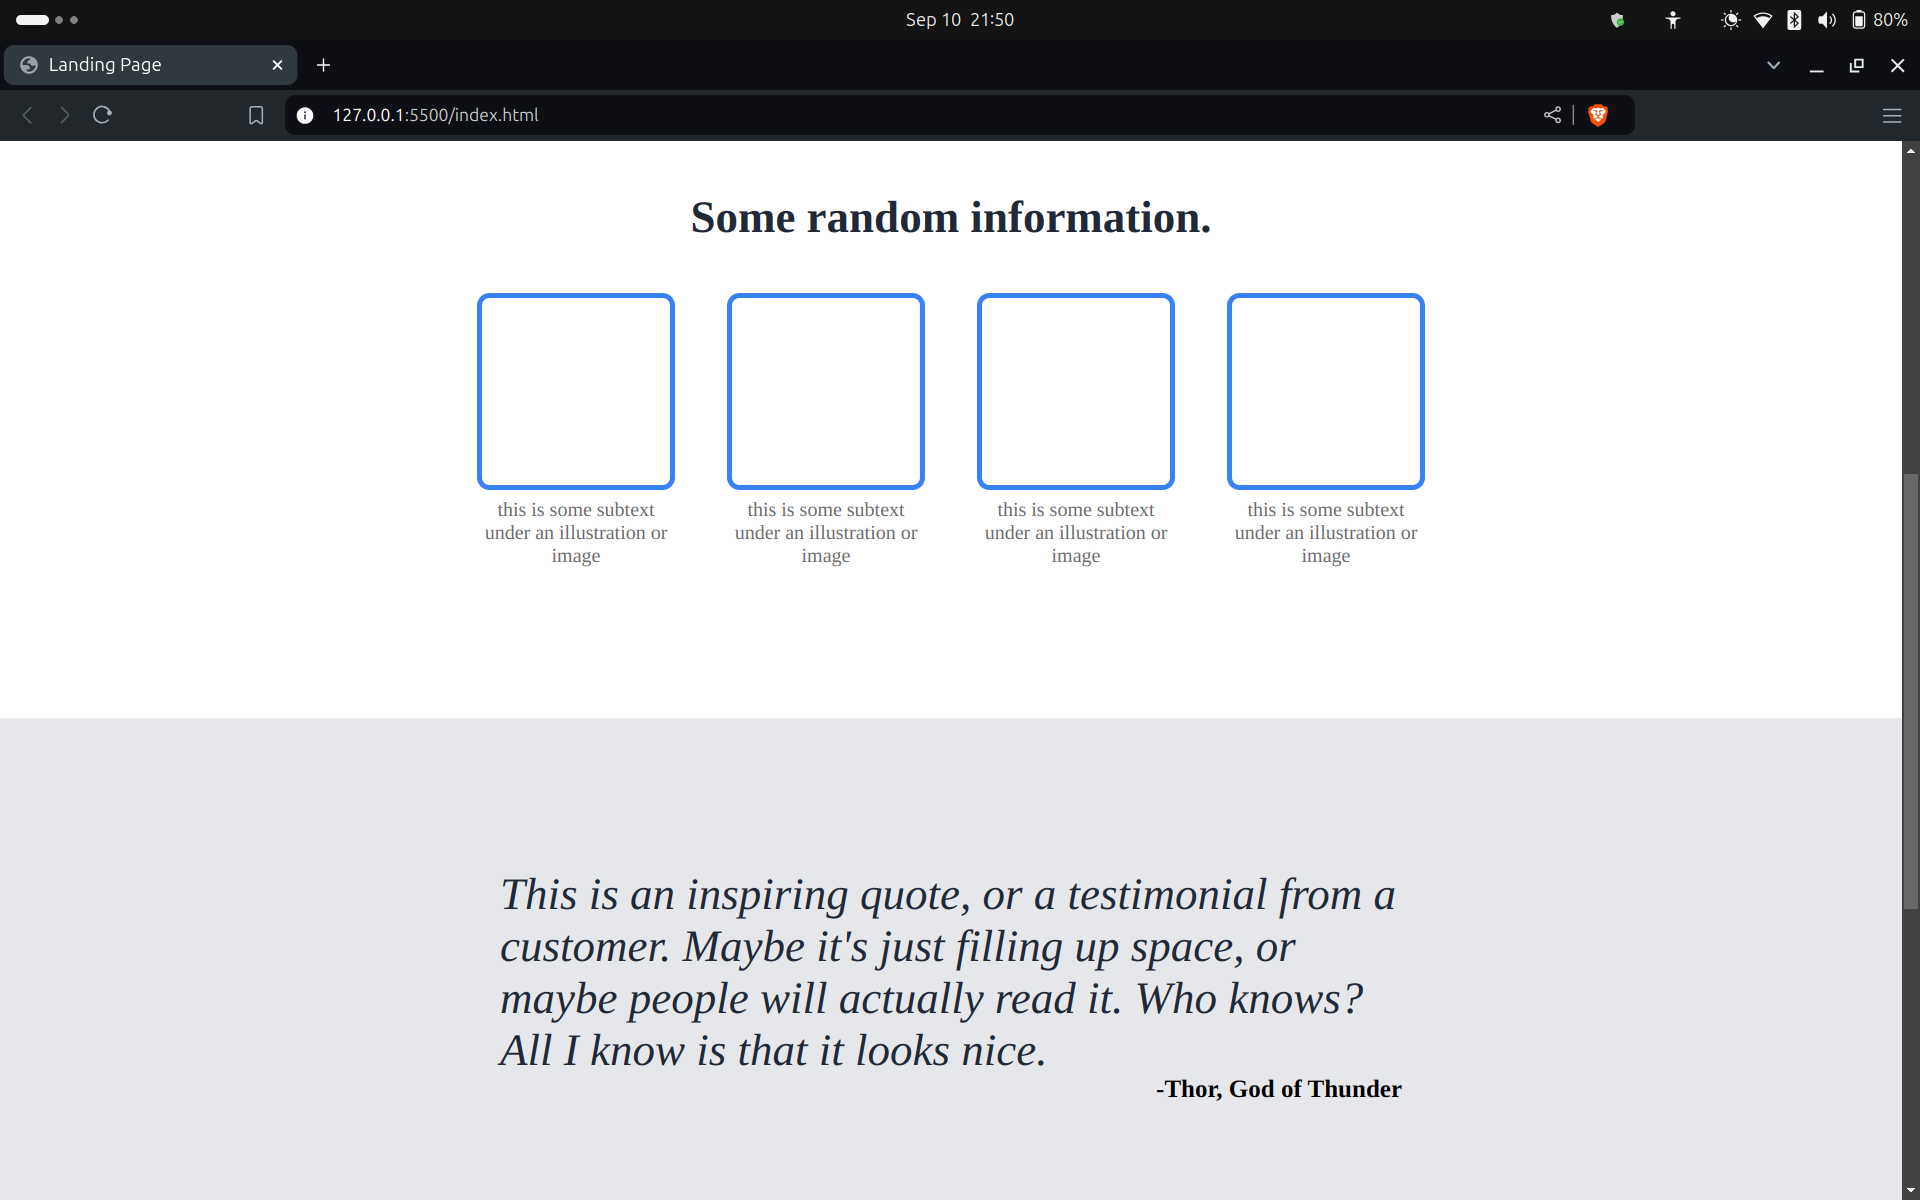 Sep 10 21:50
80%
Landing Page
127.0.0.1:5500/index.html
Some random information.
this is some subtext
under an illustration or
image
this is some subtext
under an illustration or
image
this is some subtext
under an illustration or
image
this is some subtext
under an illustration or
image
This is an inspiring quote, or a testimonial from a
customer. Maybe it's just filling up space, or
maybe people will actually read it. Who knows?
All I know is that it looks nice.
-Thor, God of Thunder